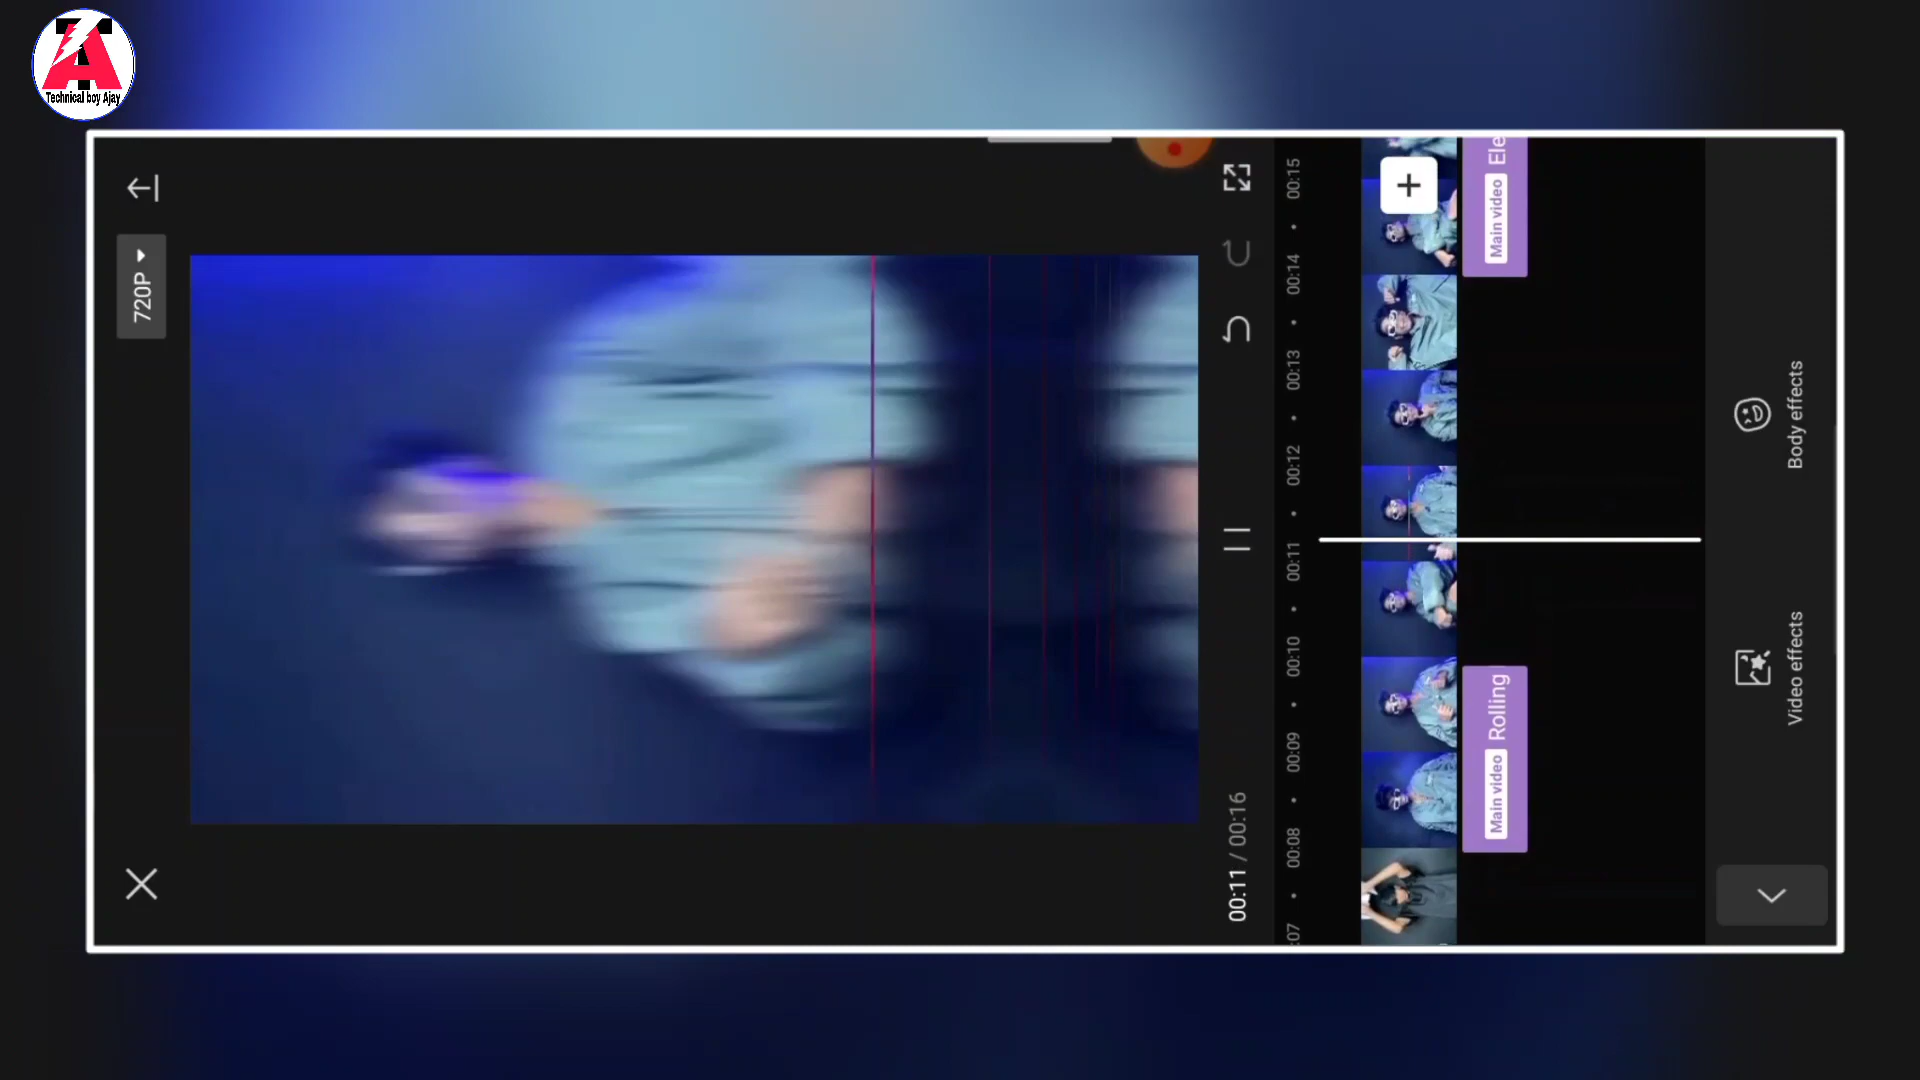 Technical boy Ajay
720P
00:11 / 00:16
:07
00:08
00:09
00:10
00:11
00:12
00:13
00:14
00:15
Main video Rolling
Main video Ele
Video effects
Body effects